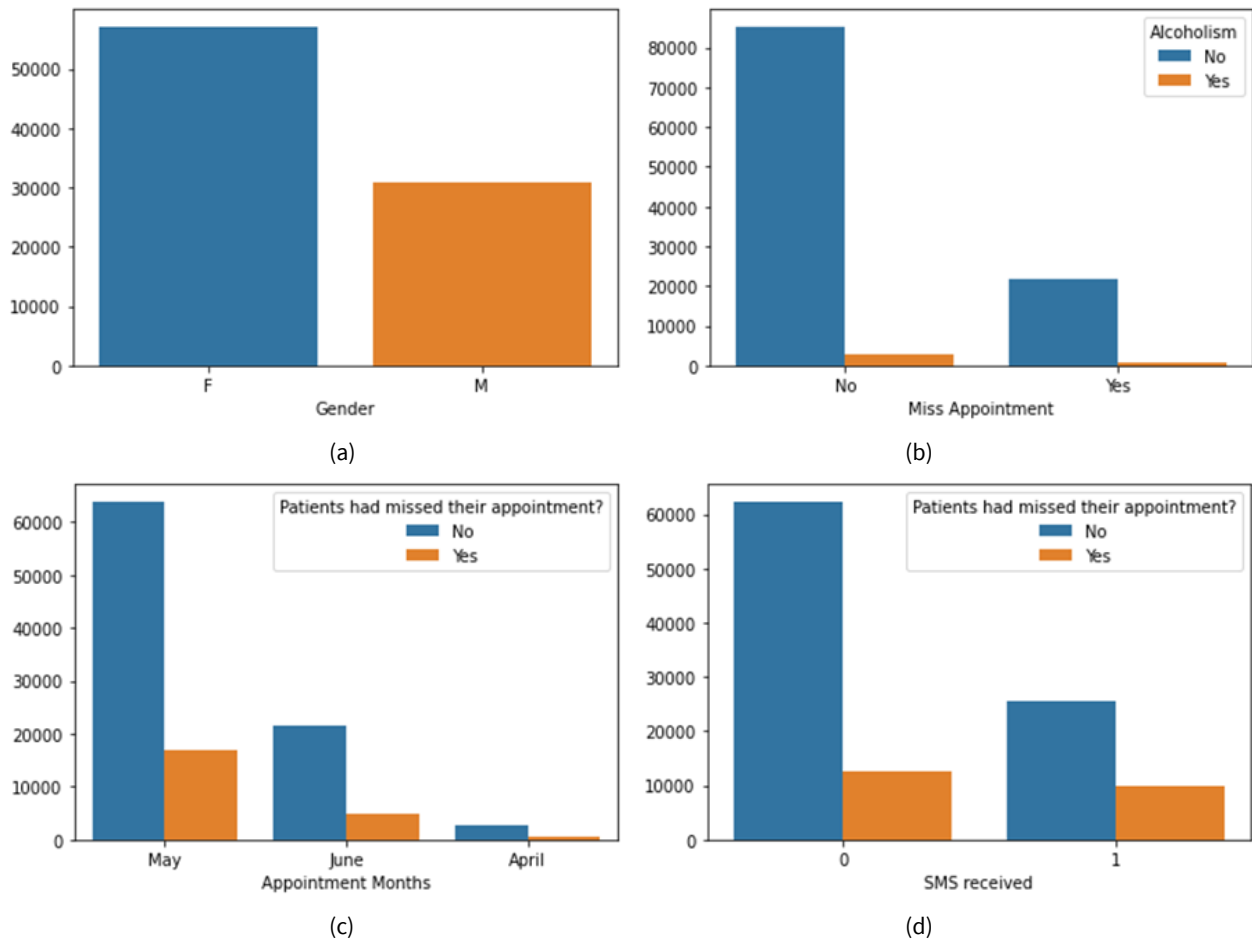 50000
40000
30000
20000
10000
0
F M
Gender
(a)
80000
70000
60000
50000
40000
30000
20000
10000
0
Alcoholism
No
Yes
No Yes
Miss Appointment
(b)
60000
50000
40000
30000
20000
10000
0
Patients had missed their appointment?
No
Yes
May June April
Appointment Months
(c)
60000
50000
40000
30000
20000
10000
0
Patients had missed their appointment?
No
Yes
0 1
SMS received
(d)